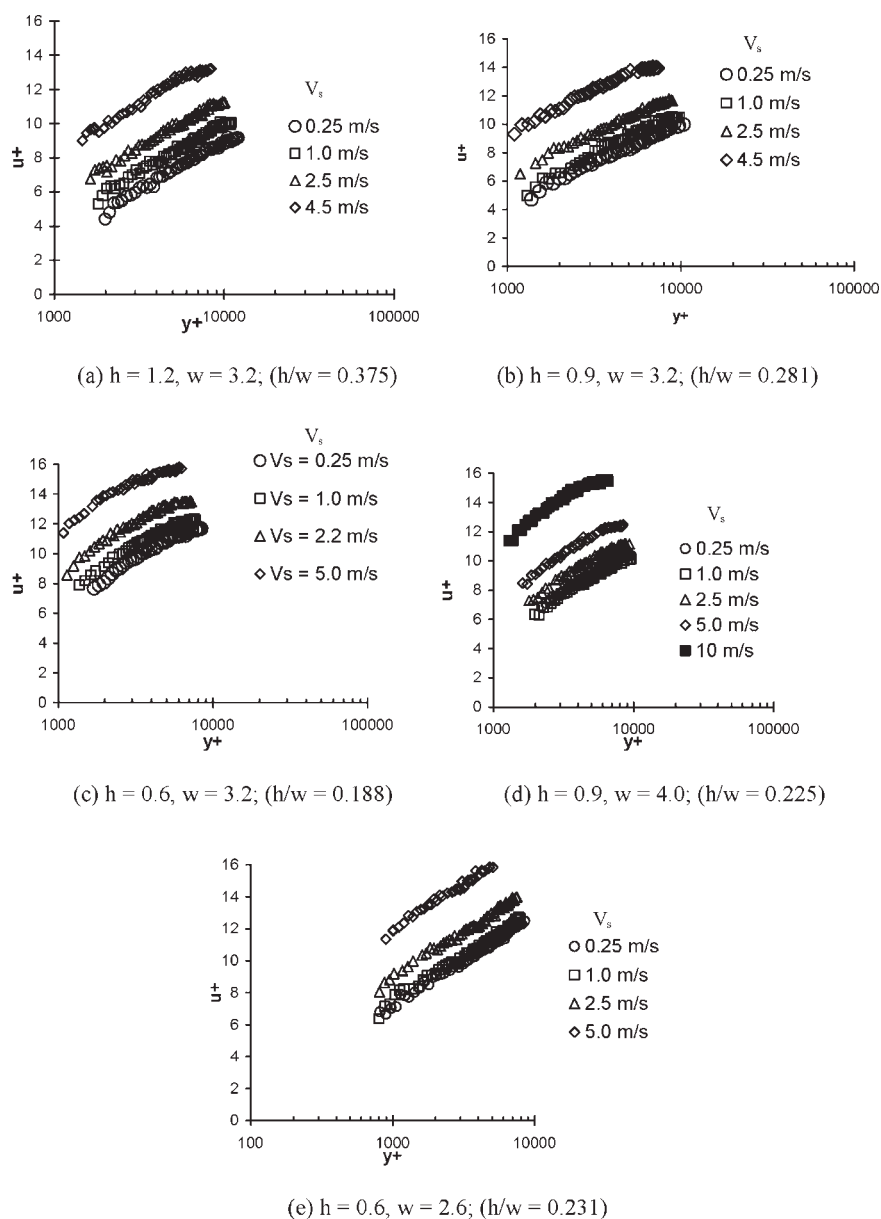 16
14
12
10
8
6
4
2
0
u+
1000
10000
100000
y+
Vs
0.25 m/s
1.0 m/s
2.5 m/s
4.5 m/s
(a) h = 1.2, w = 3.2; (h/w = 0.375)
16
14
12
10
8
6
4
2
0
u+
1000
10000
100000
y+
Vs
0.25 m/s
1.0 m/s
2.5 m/s
4.5 m/s
(b) h = 0.9, w = 3.2; (h/w = 0.281)
16
14
12
10
8
6
4
2
0
u+
1000
10000
100000
y+
Vs
Vs = 0.25 m/s
Vs = 1.0 m/s
Vs = 2.2 m/s
Vs = 5.0 m/s
(c) h = 0.6, w = 3.2; (h/w = 0.188)
16
14
12
10
8
6
4
2
0
u+
1000
10000
100000
y+
Vs
0.25 m/s
1.0 m/s
2.5 m/s
5.0 m/s
10 m/s
(d) h = 0.9, w = 4.0; (h/w = 0.225)
16
14
12
10
8
6
4
2
0
u+
100
1000
10000
y+
Vs
0.25 m/s
1.0 m/s
2.5 m/s
5.0 m/s
(e) h = 0.6, w = 2.6; (h/w = 0.231)